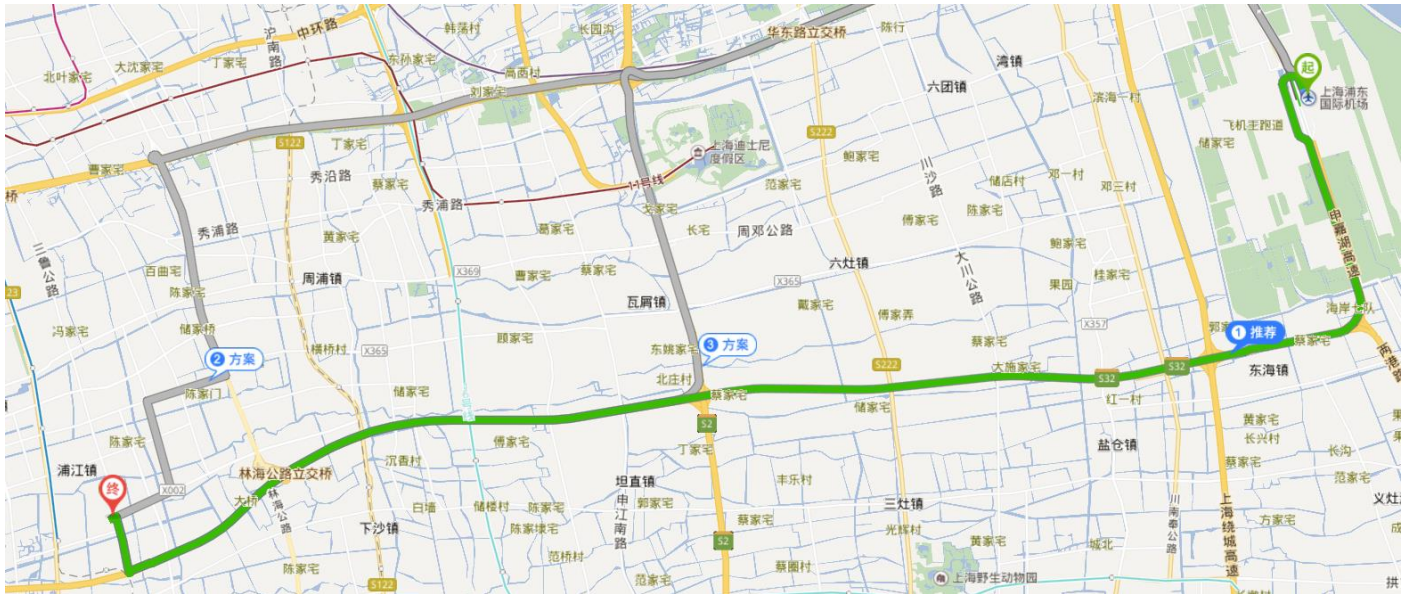 中环路
沪南路
韩荡村
长园沟
华东路立交桥
陈行
大沈家宅
丁家宅
北叶家宅
东孙家宅
高西村
刘家宅
湾镇
六团镇
滨海一村
起
上海浦东
国际机场
飞机主跑道
储家宅
S222
S122
丁家宅
曹家宅
秀沿路
蔡家宅
上海迪士尼
度假区
11号线
鲍家宅
川沙路
范家宅
储店村
邓一村
邓三村
桥
秀浦路
秀浦路
戈家宅
长宅
周邓公路
傅家宅
陈家宅
申嘉湖高速
三鲁公路
黄家宅
葛家宅
鲍家宅
大川公路
百曲宅
周浦镇
X369
曹家宅
蔡家宅
六灶镇
桂家宅
果园
陈家宅
X365
瓦屑镇
戴家宅
冯家宅
储家桥
顾家宅
傅家弄
X357
海岸七队
横桥村
X365
东姚家宅
蔡家宅
1 推荐
蔡家宅
2 方案
3 方案
S222
大施家宅
S32
S32
东海镇
两港路
陈家门
储家宅
北庄村
蔡家宅
储家宅
红一村
S2
黄家宅
长兴村
陈家宅
傅家宅
丁家宅
盐仓镇
长沟
浦江镇
林海公路立交桥
沉香村
蔡家宅
范家宅
终
X002
大桥
林海公路
坦直镇
丰乐村
白墙
储楼村
陈家宅
申江南路
郭家宅
三灶镇
川南奉公路
上海绕城高速
下沙镇
陈家埭宅
蔡家宅
光辉村
方家宅
S2
黄家宅
城北
范桥村
陈家宅
蔡圈村
S122
范家宅
上海野生动物园